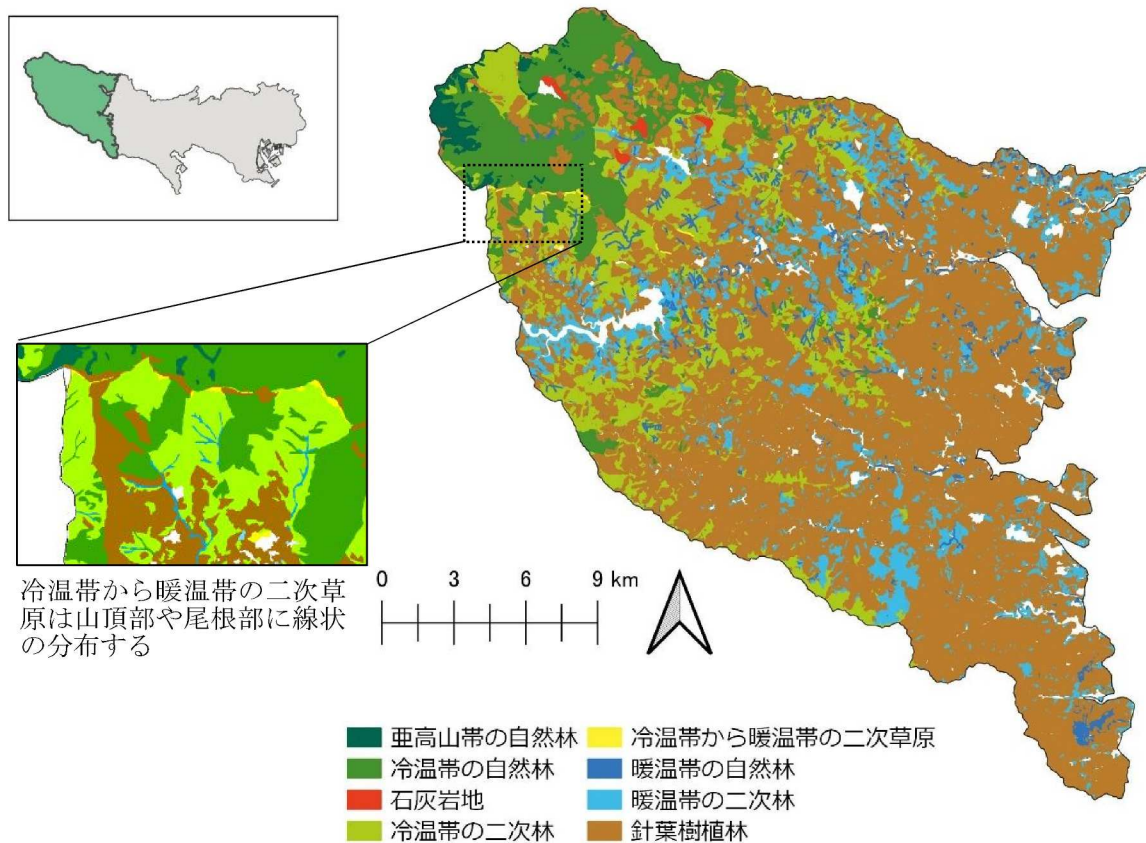 冷温帯から暖温帯の二次草
原は山頂部や尾根部に線状
の分布する
0 3 6 9 km
亜高山帯の自然林
冷温帯の自然林
石灰岩地
冷温帯の二次林
冷温帯から暖温帯の二次草原
暖温帯の自然林
暖温帯の二次林
針葉樹植林